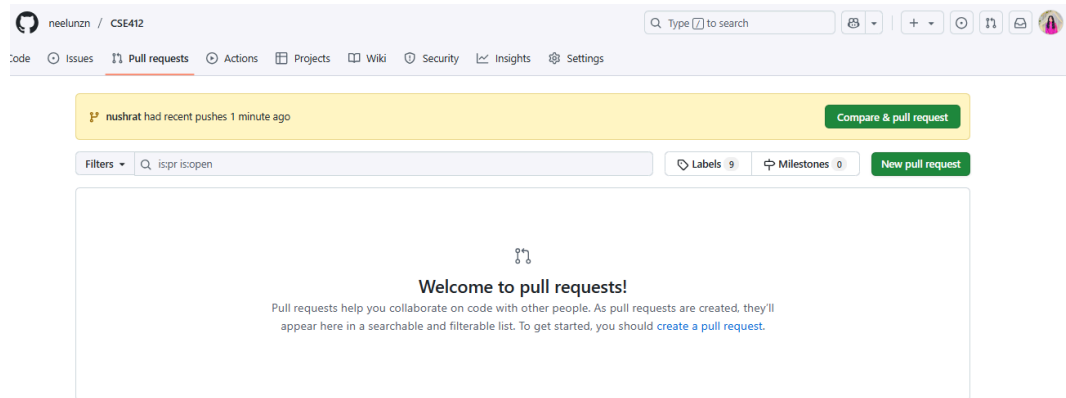 neelunzn / CSE412
Type / to search
Code Issues Pull requests Actions Projects Wiki Security Insights Settings
nushrat had recent pushes 1 minute ago Compare & pull request
Filters is:pr is:open Labels 9 Milestones 0 New pull request
Welcome to pull requests!
Pull requests help you collaborate on code with other people. As pull requests are created, they'll
appear here in a searchable and filterable list. To get started, you should create a pull request.